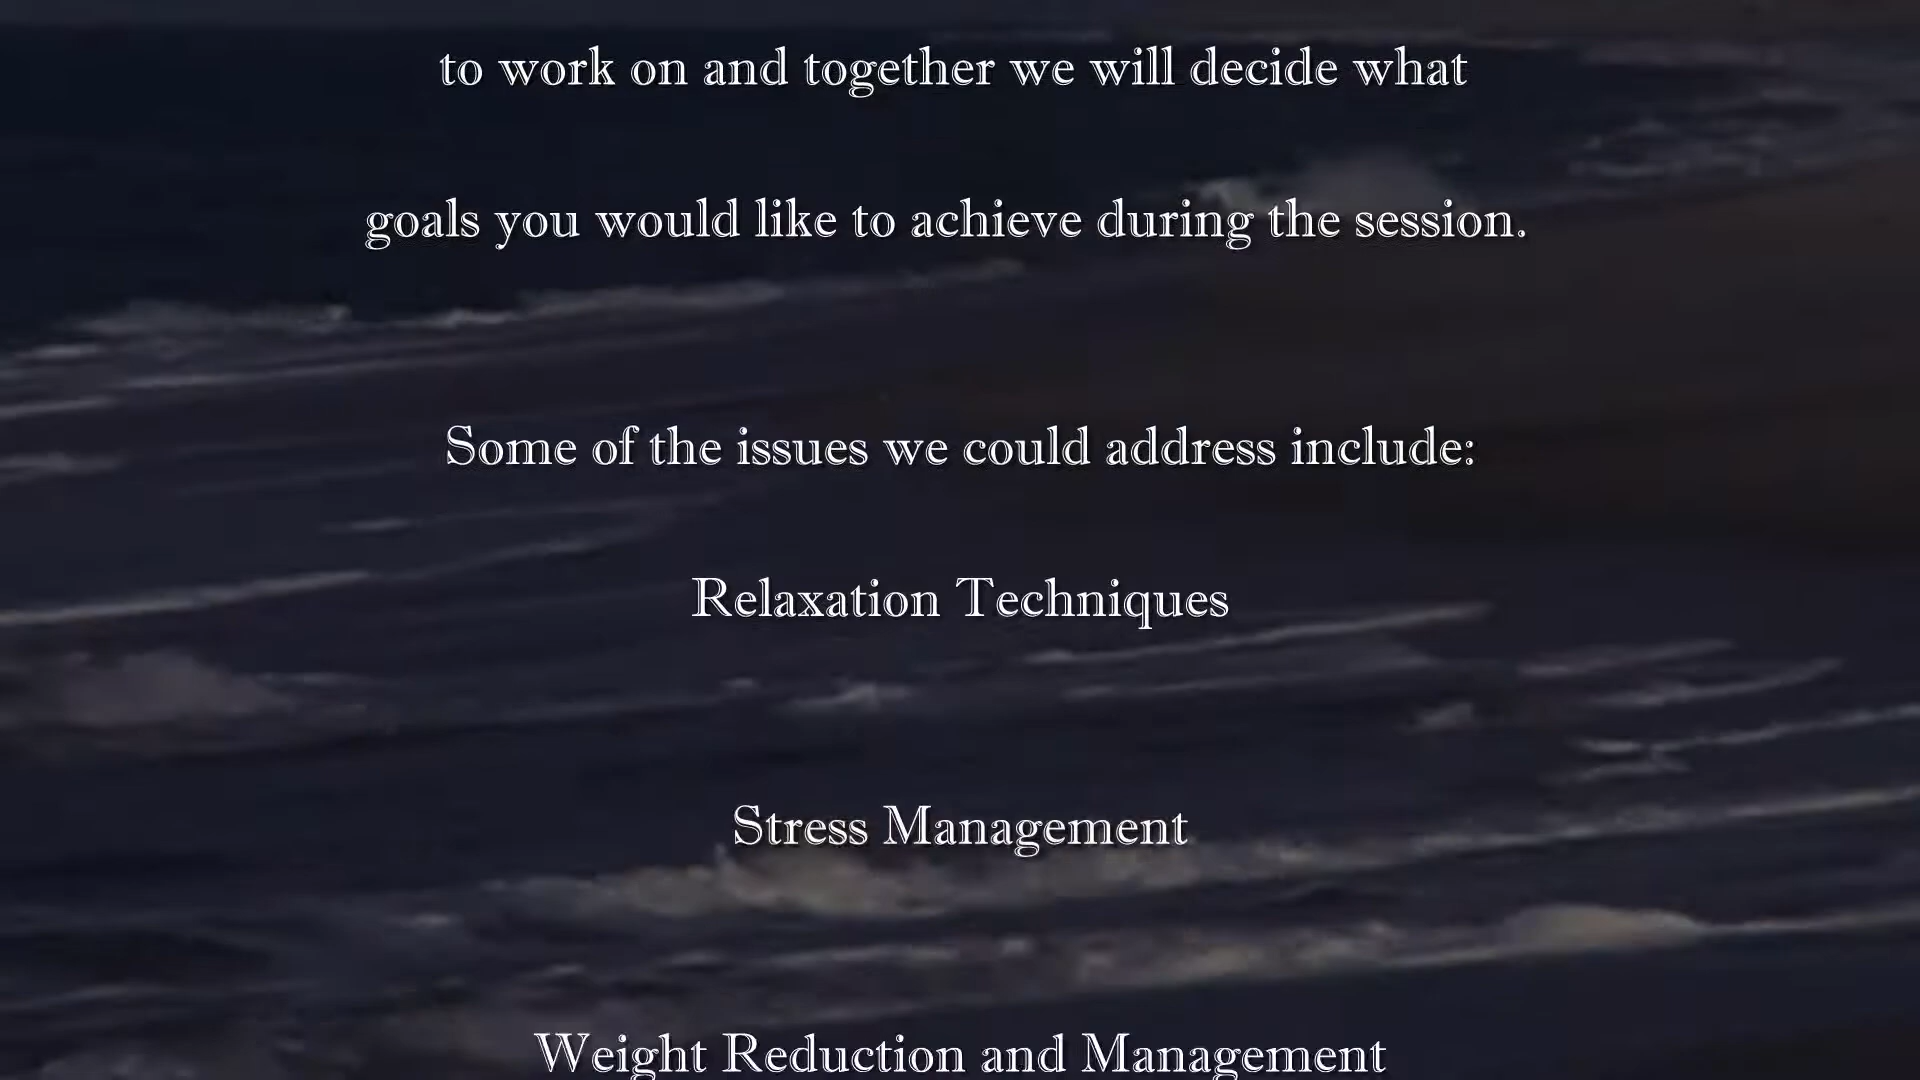 to work on and together we will decide what
goals you would like to achieve during the session.
Some of the issues we could address include:
Relaxation Techniques
Stress Management
Weight Reduction and Management